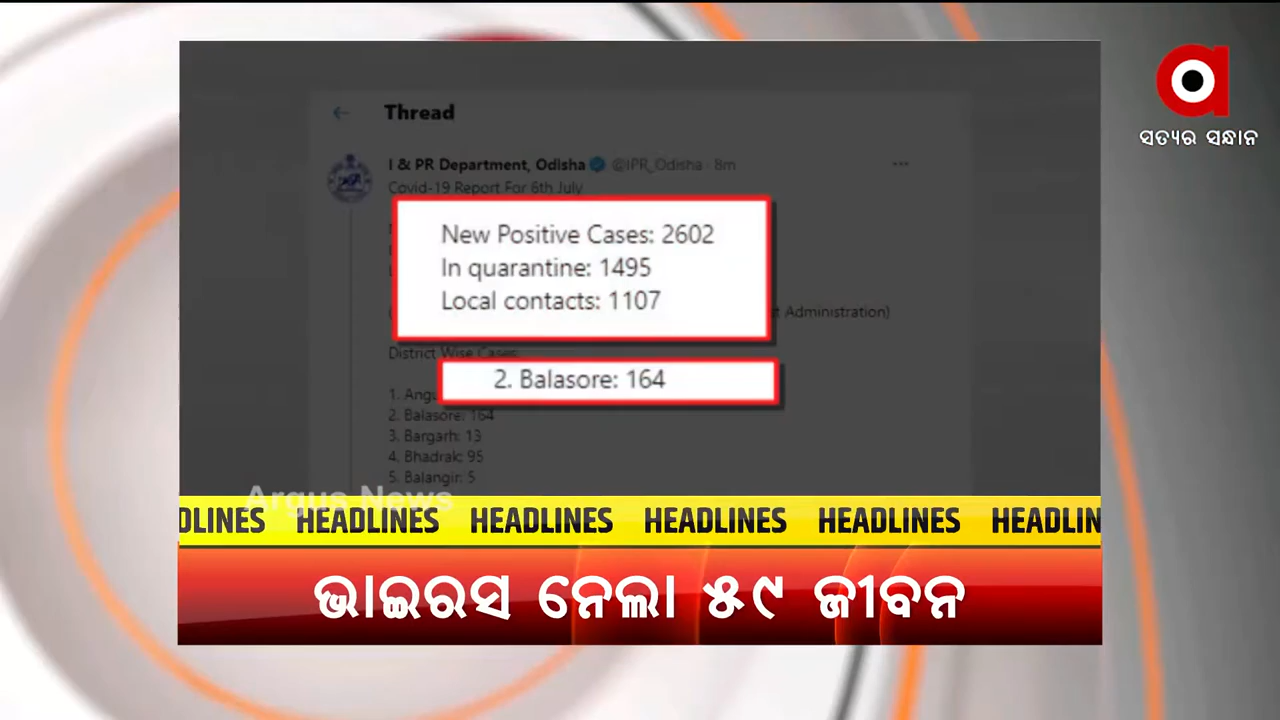 ସତ୍ୟର ସନ୍ଧାନ
Thread
I & PR Department, Odisha @IPR_Odisha · 8m
Covid-19 Report For 6th July
New Positive Cases: 2602
In quarantine: 1495
Local contacts: 1107
Administration)
District Wise Cases:
2. Balasore: 164
1. Angu
2. Balasore: 164
3. Bargarh: 13
4. Bhadrak: 95
5. Balangir: 5
Argus News
DLINES HEADLINES HEADLINES HEADLINES HEADLINES HEADLIN
ଭାଇରସ ନେଲା ୫୯ ଜୀବନ